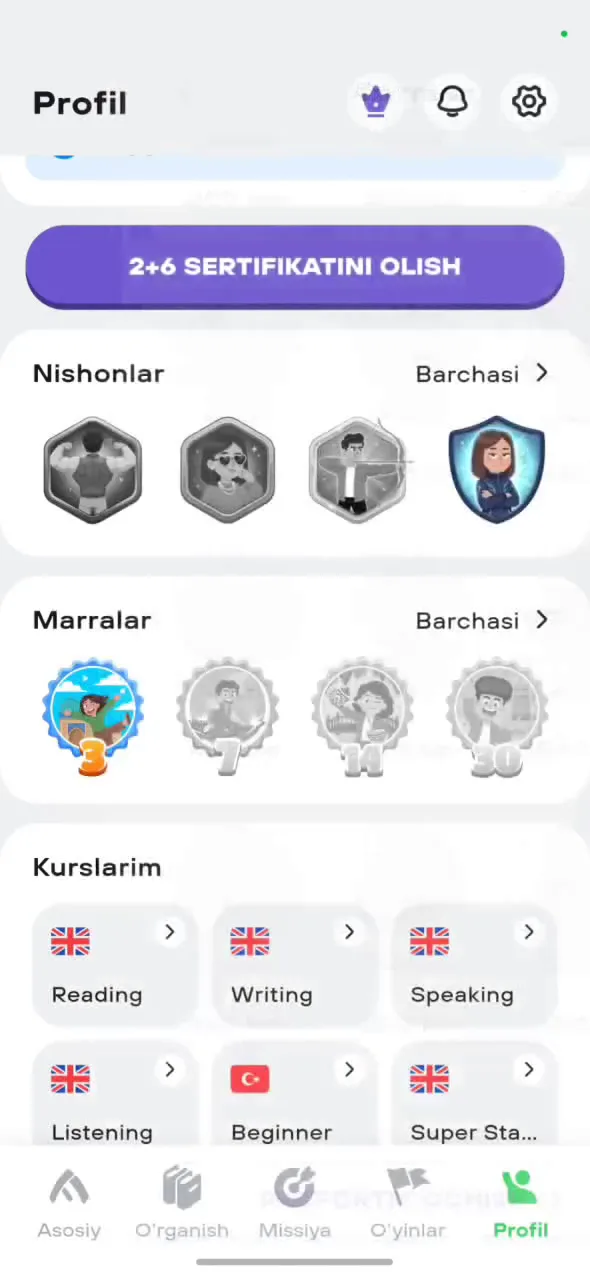 Profil
2+6 SERTIFIKATINI OLISH
Nishonlar
Barchasi
Marralar
Barchasi
3
7
14
30
Kurslarim
Reading
Writing
Speaking
Listening
Beginner
Super Sta...
Asosiy
O'rganish
Missiya
O'yinlar
Profil